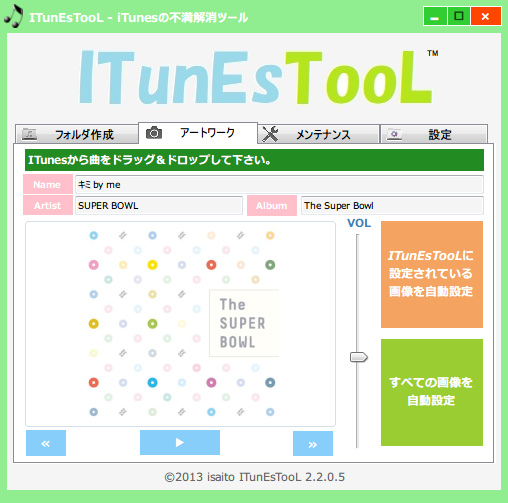 ITunEsTooL - iTunesの不満解消ツール
ITunEsTooL™
フォルダ作成
アートワーク
メンテナンス
設定
ITunesから曲をドラッグ＆ドロップして下さい。
Name キミ by me
Artist SUPER BOWL Album The Super Bowl
VOL
The
SUPER
BOWL
ITunEsTooLに
設定されている
画像を自動設定
すべての画像を
自動設定
©2013 isaito ITunEsTooL 2.2.0.5